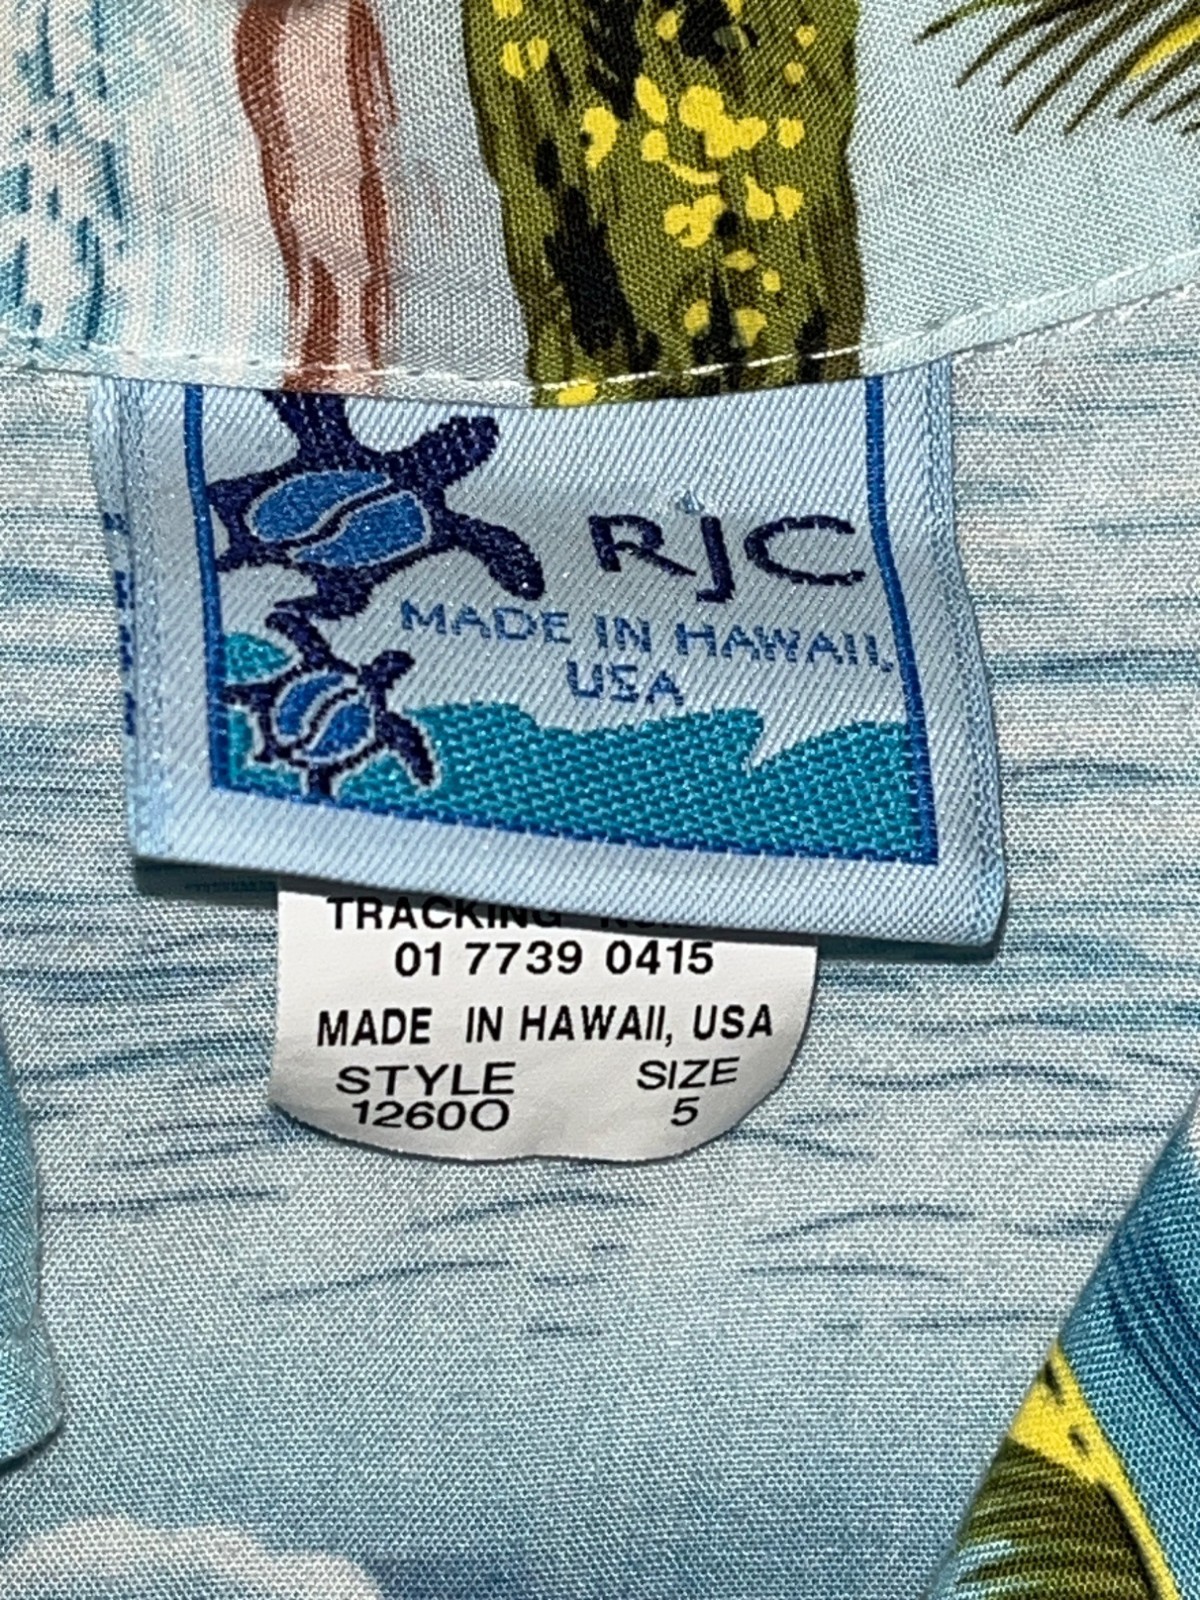 RJC
MADE IN HAWAII,
USA
TRACKING
01 7739 0415
MADE IN HAWAII, USA
STYLE SIZE
12600 5